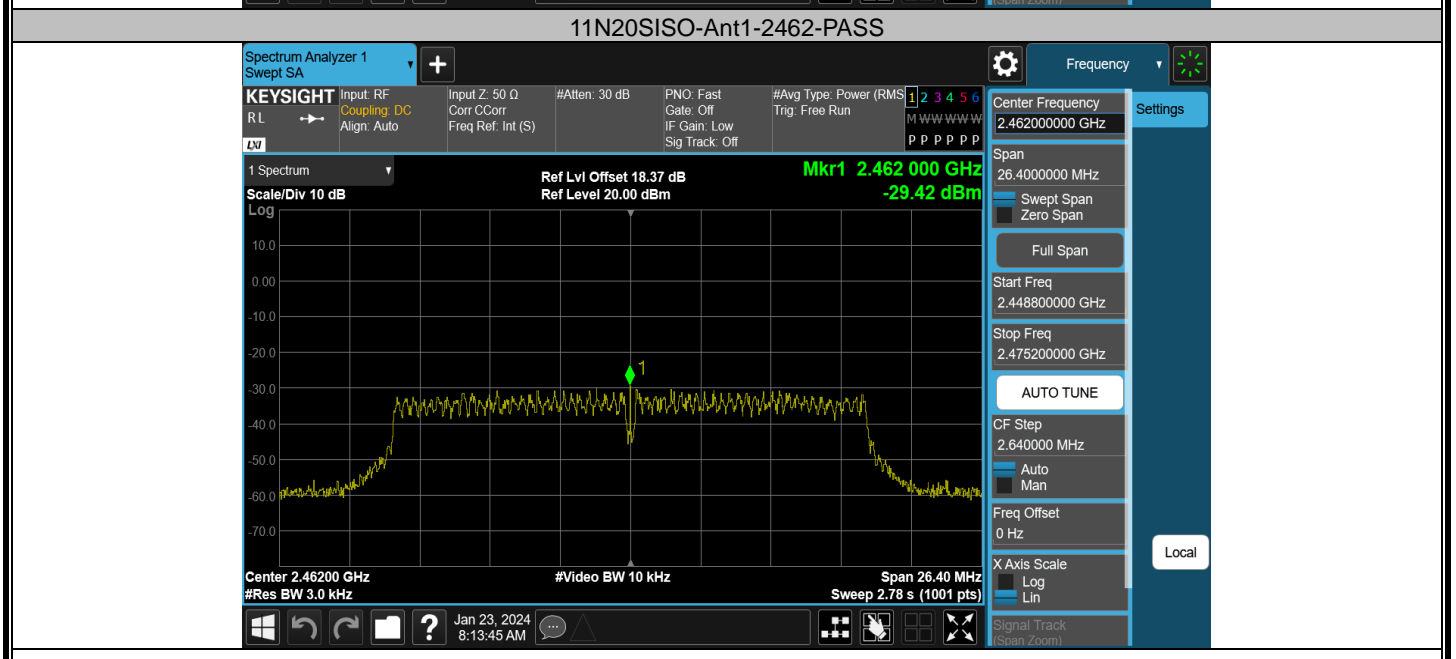 (Span Zoom)
11N20SISO-Ant1-2462-PASS
Spectrum Analyzer 1
Swept SA
Frequency
KEYSIGHT
RL
LXI
Input: RF
Coupling: DC
Align: Auto
Input Z: 50 Ω
Corr CCorr
Freq Ref: Int (S)
#Atten: 30 dB
PNO: Fast
Gate: Off
IF Gain: Low
Sig Track: Off
#Avg Type: Power (RMS
Trig: Free Run
1 2 3 4 5 6
M W W W W W
P P P P P P
1 Spectrum
Scale/Div 10 dB
Log
Ref Lvl Offset 18.37 dB
Ref Level 20.00 dBm
Mkr1 2.462 000 GHz
-29.42 dBm
10.0
0.00
-10.0
-20.0
-30.0
-40.0
-50.0
-60.0
-70.0
1
Center 2.46200 GHz
#Res BW 3.0 kHz
#Video BW 10 kHz
Span 26.40 MHz
Sweep 2.78 s (1001 pts)
?
Jan 23, 2024
8:13:45 AM
Center Frequency
2.462000000 GHz
Settings
Span
26.4000000 MHz
Swept Span
Zero Span
Full Span
Start Freq
2.448800000 GHz
Stop Freq
2.475200000 GHz
AUTO TUNE
CF Step
2.640000 MHz
Auto
Man
Freq Offset
0 Hz
X Axis Scale
Log
Lin
Local
Signal Track
(Span Zoom)